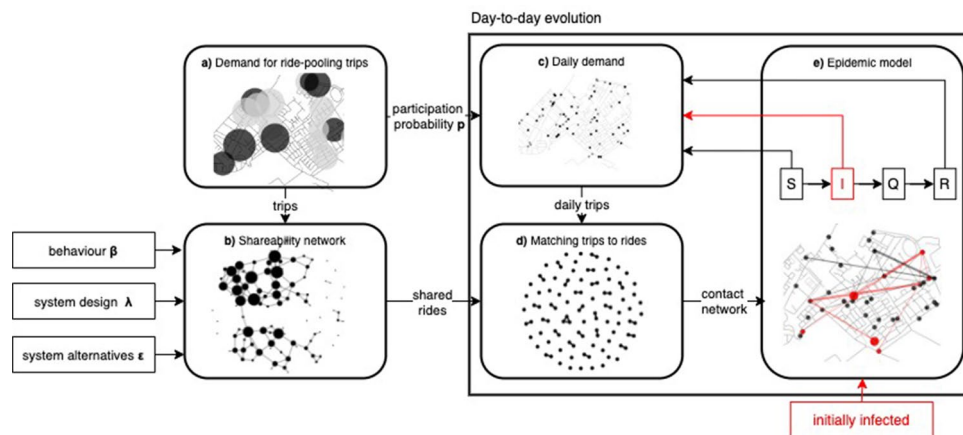 Day-to-day evolution
a) Demand for ride-pooling trips
participation
probability p
c) Daily demand
e) Epidemic model
S
I
Q
R
trips
daily trips
behaviour β
system design λ
system alternatives ε
b) Shareability network
shared
rides
d) Matching trips to rides
contact
network
initially infected